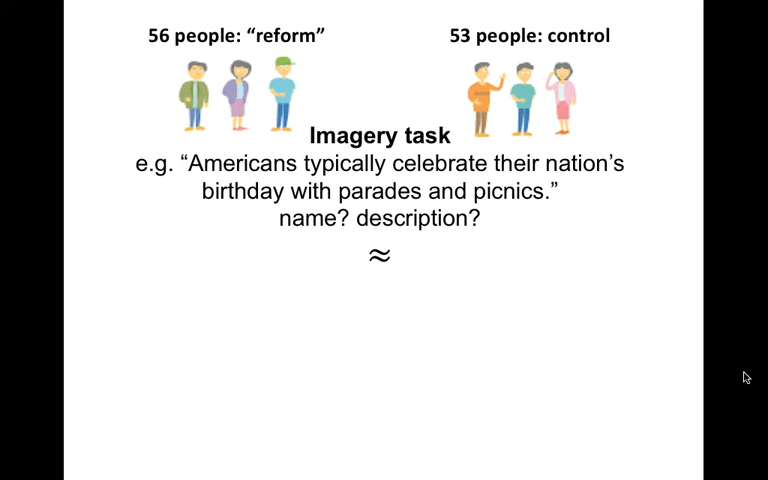 56 people: “reform”
53 people: control
Imagery task
e.g. “Americans typically celebrate their nation’s
birthday with parades and picnics.”
name? description?
≈